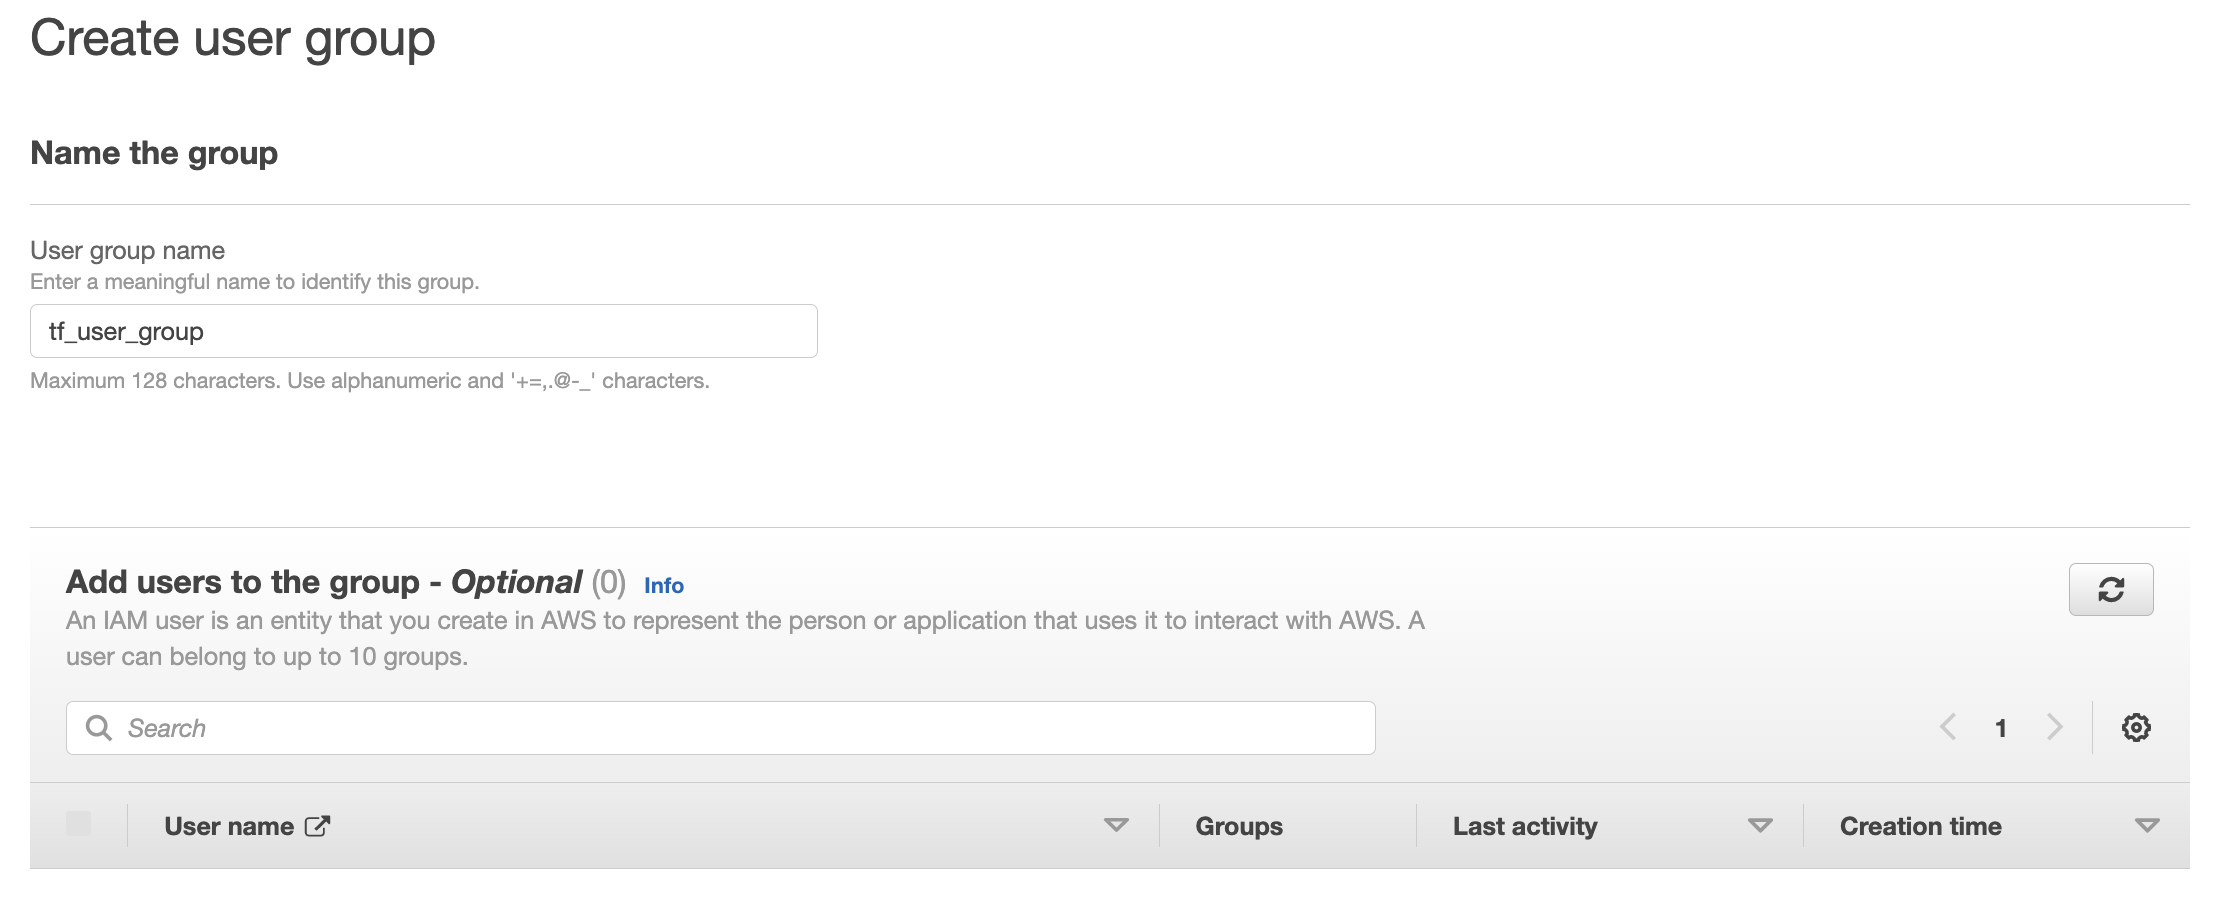 Create user group
Name the group
User group name
Enter a meaningful name to identify this group.
tf_user_group
Maximum 128 characters. Use alphanumeric and '+=,.@-_' characters.
Add users to the group - Optional (0) Info
An IAM user is an entity that you create in AWS to represent the person or application that uses it to interact with AWS. A
user can belong to up to 10 groups.
Search
1
User name Groups Last activity Creation time